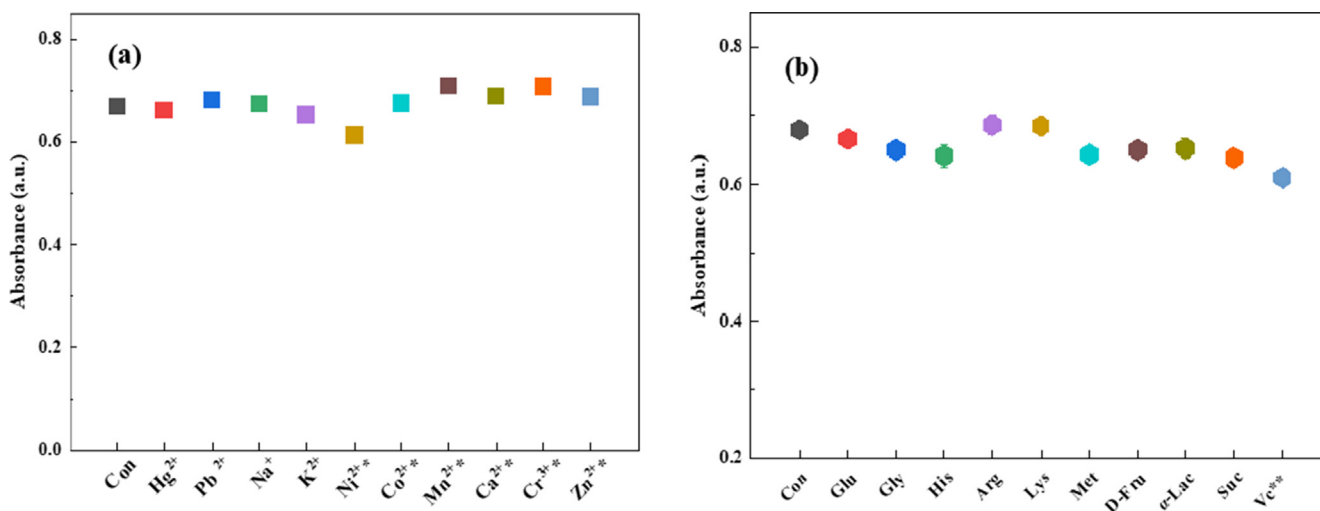 (a)
Absorbance (a.u.)
0.8
0.6
0.4
0.2
0.0
Con Hg²⁺ Pb ²⁺ Na⁺ K²⁺ Ni²⁺* Co²⁺* Mn²⁺* Ca²⁺* Cr³⁺* Zn²⁺*
(b)
Absorbance (a.u.)
0.8
0.6
0.4
0.2
Con Glu Gly His Arg Lys Met D-Fru α-Lac Suc Vc**